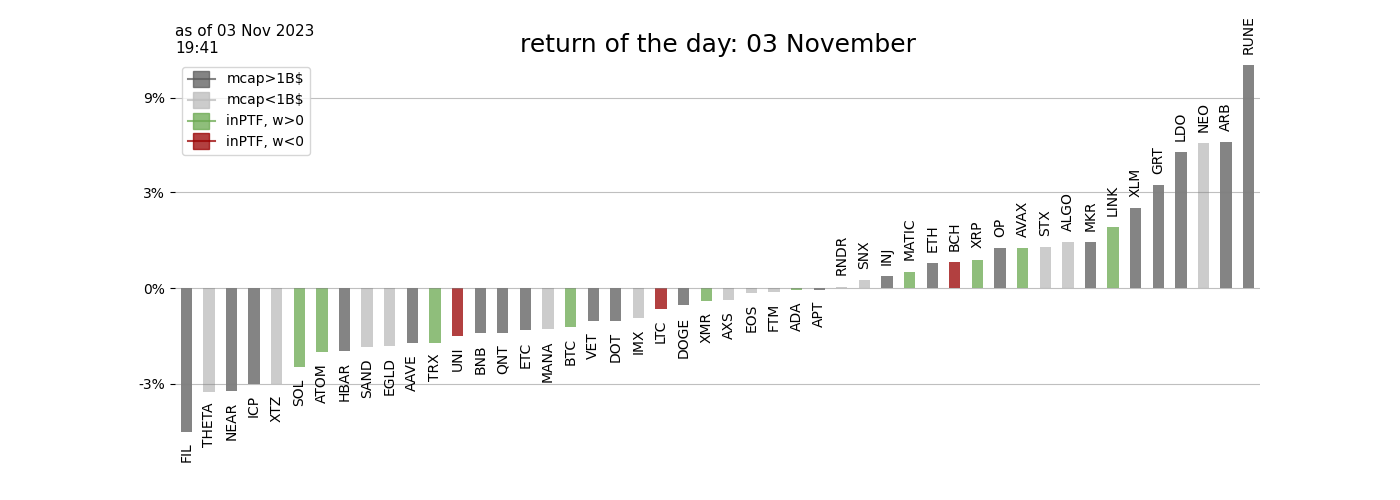 as of 03 Nov 2023
19:41
return of the day: 03 November
mcap>1B$
mcap<1B$
inPTF, w>0
inPTF, w<0
9%
3%
0%
-3%
FIL
THETA
NEAR
ICP
XTZ
SOL
ATOM
HBAR
SAND
EGLD
AAVE
TRX
UNI
BNB
QNT
ETC
MANA
BTC
VET
DOT
IMX
LTC
DOGE
XMR
AXS
EOS
FTM
ADA
APT
RNDR
SNX
INJ
MATIC
ETH
BCH
XRP
OP
AVAX
STX
ALGO
MKR
LINK
XLM
GRT
LDO
NEO
ARB
RUNE